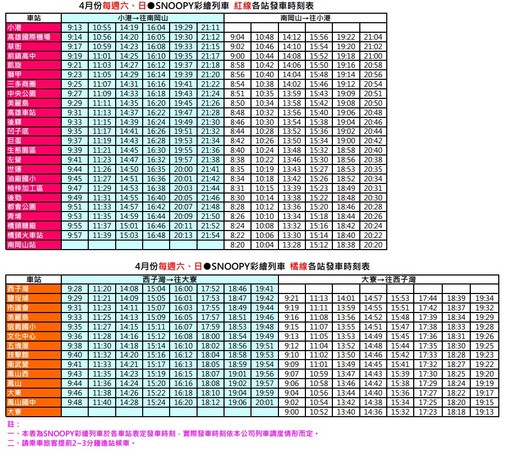 4月份每週六、日●SNOOPY彩繪列車 紅線各站發車時刻表
車站 小港→往南岡山 南岡山→往小港
小港 9:13 10:55 14:19 16:04 19:29 21:11
高雄國際機場 9:14 10:56 14:20 16:05 19:30 21:12 9:04 10:48 14:12 15:56 19:22 21:04
草衙 9:17 10:59 14:23 16:09 19:33 21:15 9:02 10:46 14:10 15:54 19:20 21:02
前鎮高中 9:19 11:01 14:25 16:10 19:35 21:17 9:00 10:44 14:08 15:52 19:18 21:00
凱旋 9:21 11:03 14:27 16:12 19:37 21:19 8:58 10:42 14:06 15:50 19:16 20:58
獅甲 9:23 11:05 14:29 16:14 19:39 21:21 8:56 10:40 14:04 15:48 19:14 20:56
三多商圈 9:25 11:07 14:31 16:16 19:41 21:22 8:54 10:38 14:02 15:46 19:12 20:54
中央公園 9:27 11:09 14:33 16:18 19:43 21:24 8:51 10:35 13:59 15:43 19:09 20:51
美麗島 9:29 11:11 14:35 16:20 19:45 21:26 8:50 10:34 13:58 15:42 19:08 20:50
高雄車站 9:31 11:13 14:37 16:22 19:47 21:28 8:48 10:32 13:56 15:40 19:06 20:48
後驛 9:33 11:15 14:39 16:24 19:49 21:30 8:46 10:30 13:54 15:38 19:04 20:46
凹子底 9:35 11:17 14:41 16:26 19:51 21:32 8:44 10:28 13:52 15:36 19:02 20:44
巨蛋 9:37 11:19 14:43 16:28 19:53 21:34 8:42 10:26 13:50 15:34 19:00 20:42
生態園區 9:39 11:21 14:45 16:30 19:55 21:36 8:40 10:24 13:48 15:32 18:58 20:40
左營 9:41 11:23 14:47 16:32 19:57 21:38 8:38 10:22 13:46 15:30 18:56 20:38
世運 9:44 11:26 14:50 16:35 20:00 21:41 8:35 10:19 13:43 15:27 18:53 20:35
油廠國小 9:45 11:27 14:51 16:36 20:01 21:42 8:34 10:18 13:42 15:26 18:52 20:34
楠梓加工區 9:47 11:29 14:53 16:38 20:03 21:44 8:31 10:15 13:39 15:23 18:49 20:31
後勁 9:49 11:31 14:55 16:40 20:05 21:46 8:30 10:14 13:38 15:22 18:48 20:30
都會公園 9:51 11:33 14:57 16:42 20:07 21:48 8:28 10:12 13:36 15:20 18:46 20:28
青埔 9:53 11:35 14:59 16:44 20:09 21:50 8:26 10:10 13:34 15:18 18:44 20:26
橋頭糖廠 9:55 11:37 15:01 16:46 20:11 21:52 8:24 10:08 13:32 15:16 18:42 20:24
橋頭火車站 9:57 11:39 15:03 16:48 20:13 21:54 8:22 10:06 13:30 15:14 18:40 20:22
南岡山站 8:20 10:04 13:28 15:12 18:38 20:20
4月份每週六、日●SNOOPY彩繪列車 橘線各站發車時刻表
車站 西子灣→往大寮 大寮→往西子灣
西子灣 9:28 11:20 14:08 15:04 16:00 17:52 18:46 19:41
鹽埕埔 9:29 11:21 14:09 15:05 16:01 17:53 18:47 19:42 9:21 11:13 14:01 14:57 15:53 17:44 18:39 19:34
市議會 9:31 11:23 14:11 15:07 16:03 17:55 18:49 19:44 9:19 11:11 13:59 14:55 15:51 17:42 18:37 19:32
美麗島 9:33 11:25 14:13 15:09 16:05 17:57 18:51 19:46 9:16 11:08 13:56 14:52 15:48 17:39 18:34 19:29
信義國小 9:35 11:27 14:15 15:11 16:07 17:59 18:53 19:48 9:15 11:07 13:55 14:51 15:47 17:38 18:33 19:28
文化中心 9:36 11:28 14:16 15:12 16:08 18:00 18:54 19:49 9:13 11:05 13:53 14:49 15:45 17:36 18:31 19:26
五塊厝 9:38 11:30 14:18 15:14 16:10 18:02 18:56 19:51 9:12 11:04 13:52 14:48 15:44 17:35 18:30 19:25
技擊館 9:40 11:32 14:20 15:16 16:12 18:04 18:58 19:53 9:10 11:02 13:50 14:46 15:42 17:33 18:28 19:23
衛武營 9:41 11:33 14:21 15:17 16:13 18:05 18:59 19:54 9:09 11:01 13:49 14:45 15:41 17:32 18:27 19:22
鳳山西 9:43 11:35 14:23 15:19 16:15 18:07 19:01 19:56 9:07 10:59 13:47 14:43 15:39 17:30 18:25 19:20
鳳山 9:44 11:36 14:24 15:20 16:16 18:08 19:02 19:57 9:06 10:58 13:46 14:42 15:38 17:29 18:24 19:19
大東 9:46 11:38 14:26 15:22 16:18 18:10 19:04 19:59 9:04 10:56 13:44 14:40 15:36 17:27 18:22 19:17
鳳山國中 9:48 11:40 14:28 15:24 16:20 18:12 19:06 20:01 9:02 10:54 13:42 14:38 15:34 17:25 18:20 19:15
大寮 9:00 10:52 13:40 14:36 15:32 17:23 18:18 19:13
註：
一、本表為SNOOPY彩繪列車於各車站表定發車時刻，實際發車時刻依本公司列車調度情形而定。
二、請乘車旅客提前2~3分鐘進站候車。